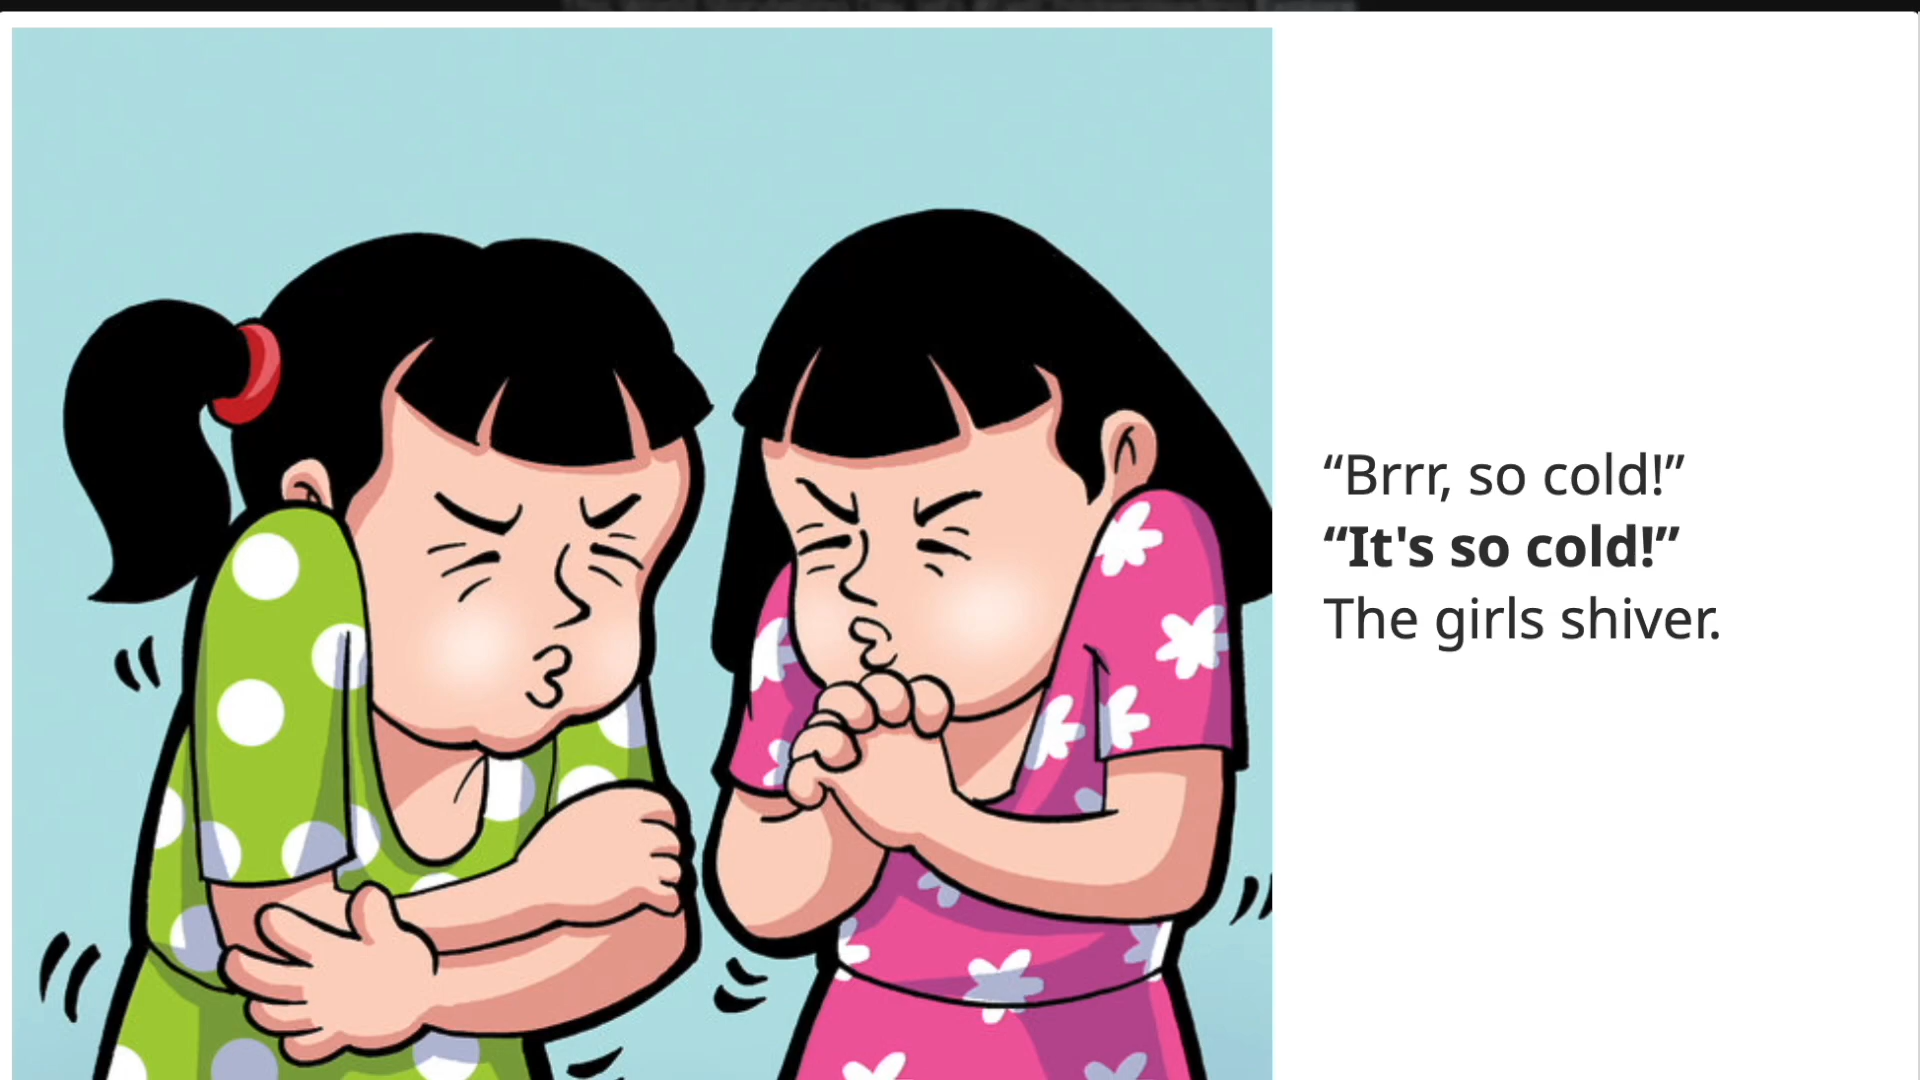 “Brrr, so cold!”
“It's so cold!”
The girls shiver.